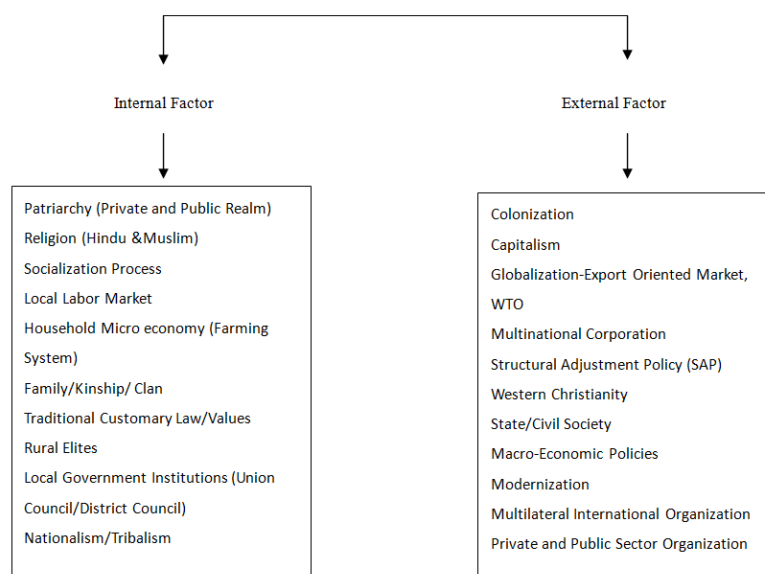 Internal Factor
External Factor
Patriarchy (Private and Public Realm)
Religion (Hindu &Muslim)
Socialization Process
Local Labor Market
Household Micro economy (Farming
System)
Family/Kinship/ Clan
Traditional Customary Law/Values
Rural Elites
Local Government Institutions (Union
Council/District Council)
Nationalism/Tribalism
Colonization
Capitalism
Globalization-Export Oriented Market,
WTO
Multinational Corporation
Structural Adjustment Policy (SAP)
Western Christianity
State/Civil Society
Macro-Economic Policies
Modernization
Multilateral International Organization
Private and Public Sector Organization